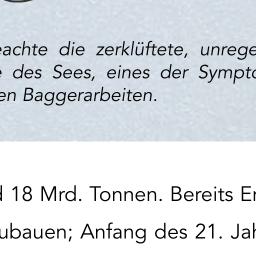 eachte die zerklüftete, unrege
des Sees, eines der Sympto
en Baggerarbeiten.
18 Mrd. Tonnen. Bereits E
ubauen; Anfang des 21. Jah